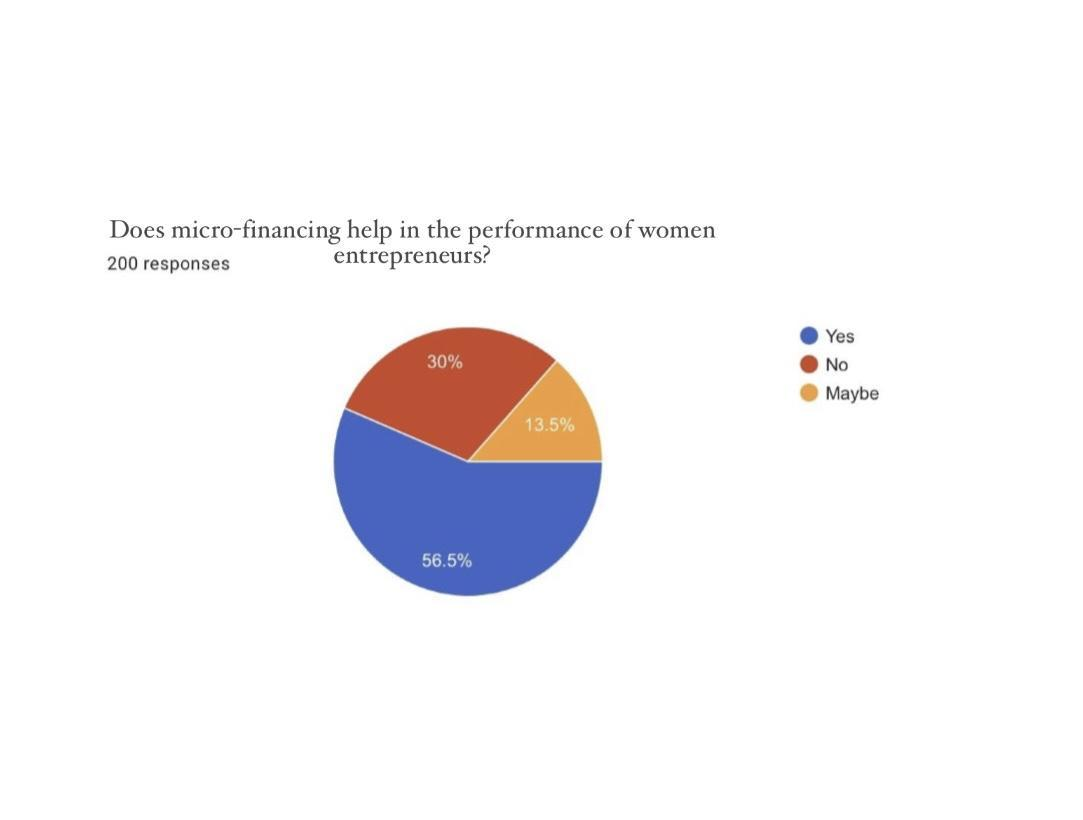 Does micro-financing help in the performance of women
entrepreneurs?
200 responses
Yes
No
Maybe
30%
13.5%
56.5%